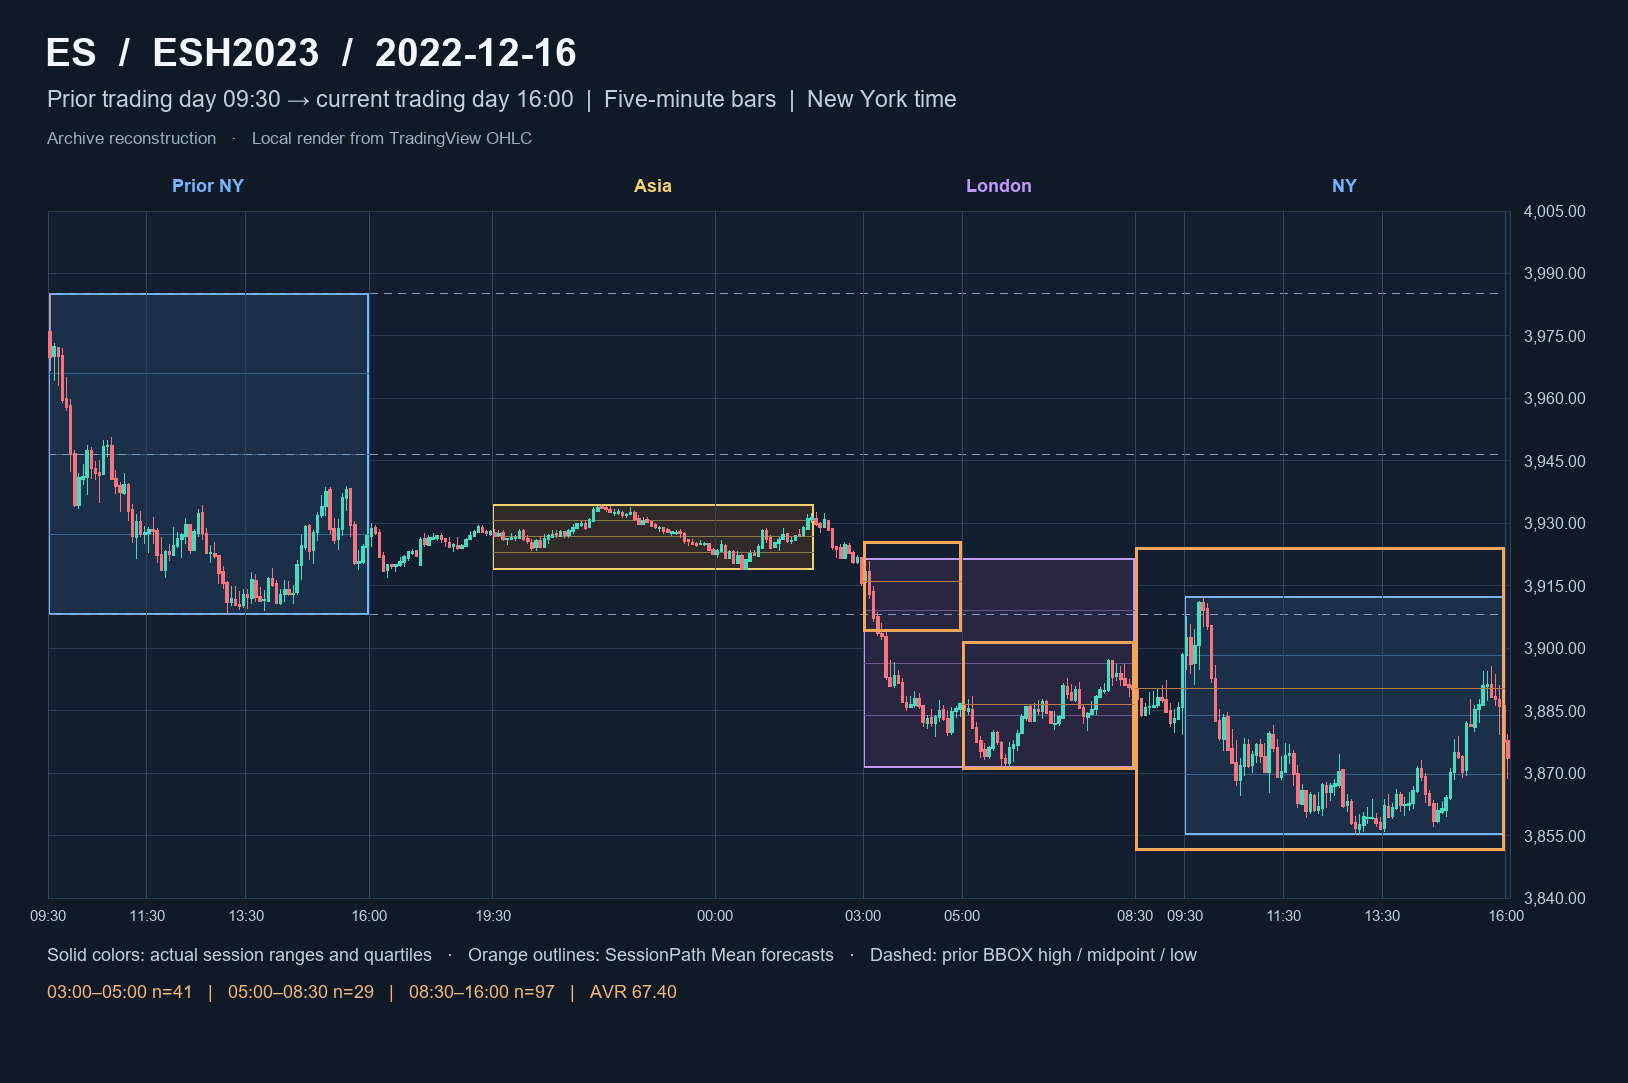 ES / ESH2023 / 2022-12-16
Prior trading day 09:30 → current trading day 16:00 | Five-minute bars | New York time
Archive reconstruction · Local render from TradingView OHLC
Prior NY Asia London NY
4,005.00
3,990.00
3,975.00
3,960.00
3,945.00
3,930.00
3,915.00
3,900.00
3,885.00
3,870.00
3,855.00
3,840.00
09:30 11:30 13:30 16:00 19:30 00:00 03:00 05:00 08:30 09:30 11:30 13:30 16:00
Solid colors: actual session ranges and quartiles · Orange outlines: SessionPath Mean forecasts · Dashed: prior BBOX high / midpoint / low
03:00–05:00 n=41 | 05:00–08:30 n=29 | 08:30–16:00 n=97 | AVR 67.40